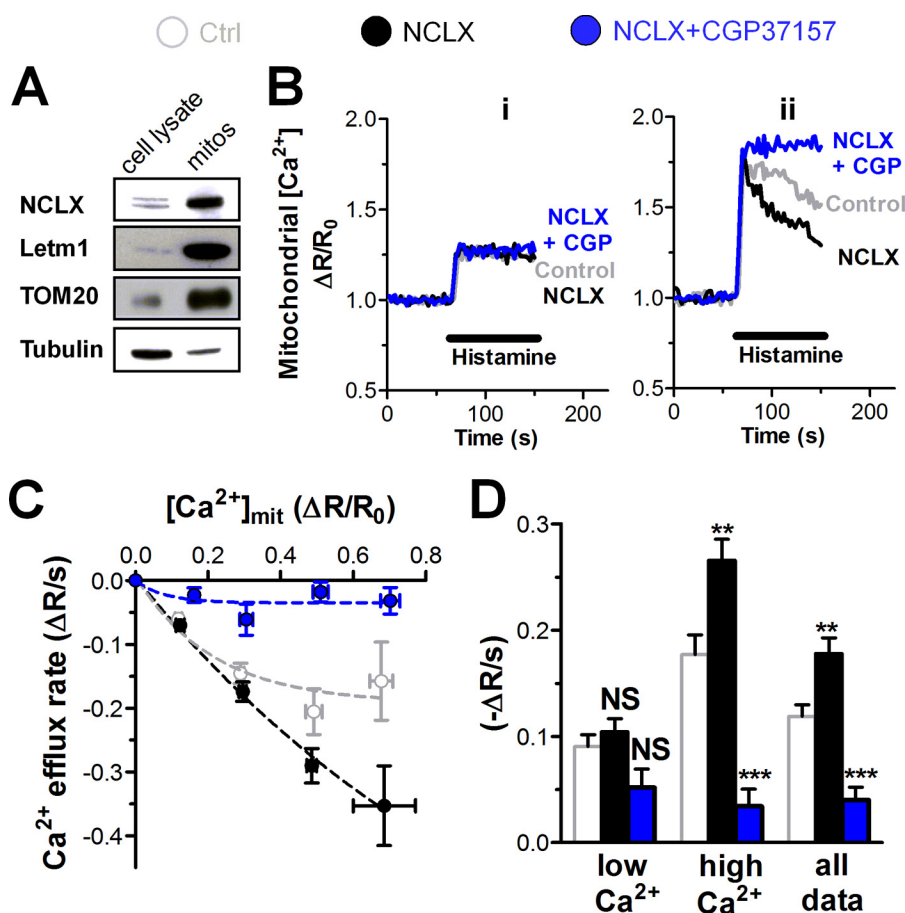 Ctrl NCLX NCLX+CGP37157
A
cell lysate mitos
NCLX
Letm1
TOM20
Tubulin
B
Mitochondrial [Ca2+]
ΔR/R0
i
2.0
1.5
1.0
0.5
NCLX
+ CGP
Control
NCLX
Histamine
0 100 200
Time (s)
ii
2.0
1.5
1.0
0.5
NCLX
+ CGP
Control
NCLX
Histamine
0 100 200
Time (s)
C
[Ca2+]mit (ΔR/R0)
0.0 0.2 0.4 0.6 0.8
Ca2+ efflux rate (ΔR/s)
0.0
-0.1
-0.2
-0.3
-0.4
D
(-ΔR/s)
0.3
0.2
0.1
0.0
NS
NS
**
***
**
***
low high all
Ca2+ Ca2+ data